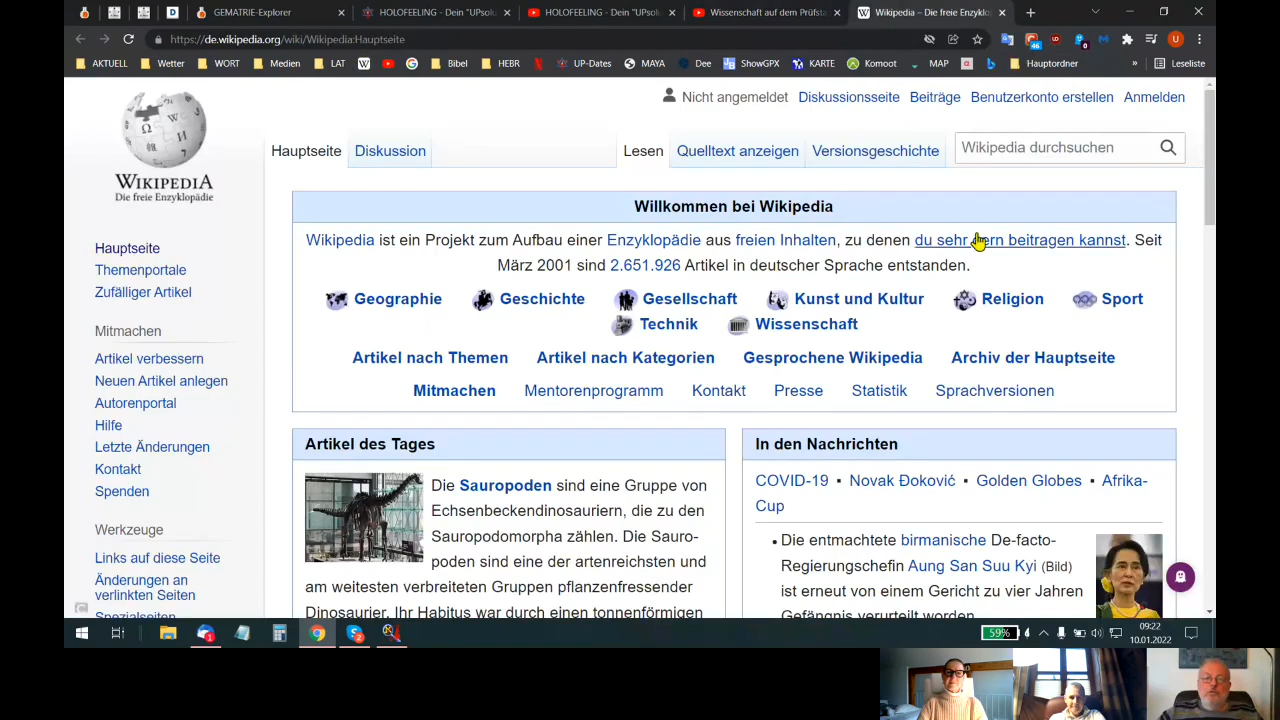 GEMATRIE-Explorer
HOLOFEELING - Dein "UPsolu
HOLOFEELING - Dein "UPsolu
Wissenschaft auf dem Prüfsta
Wikipedia – Die freie Enzyklo
https://de.wikipedia.org/wiki/Wikipedia:Hauptseite
AKTUELL Wetter WORT Medien LAT Bibel HEBR UP-Dates MAYA Dee ShowGPX KARTE Komoot MAP Hauptordner » Leseliste
Nicht angemeldet Diskussionsseite Beiträge Benutzerkonto erstellen Anmelden
WIKIPEDIA
Die freie Enzyklopädie
Hauptseite Diskussion Lesen Quelltext anzeigen Versionsgeschichte Wikipedia durchsuchen
Hauptseite
Themenportale
Zufälliger Artikel
Mitmachen
Artikel verbessern
Neuen Artikel anlegen
Autorenportal
Hilfe
Letzte Änderungen
Kontakt
Spenden
Werkzeuge
Links auf diese Seite
Änderungen an
verlinkten Seiten
Spezialseiten
Willkommen bei Wikipedia
Wikipedia ist ein Projekt zum Aufbau einer Enzyklopädie aus freien Inhalten, zu denen du sehr gern beitragen kannst. Seit
März 2001 sind 2.651.926 Artikel in deutscher Sprache entstanden.
Geographie Geschichte Gesellschaft Kunst und Kultur Religion Sport
Technik Wissenschaft
Artikel nach Themen Artikel nach Kategorien Gesprochene Wikipedia Archiv der Hauptseite
Mitmachen Mentorenprogramm Kontakt Presse Statistik Sprachversionen
Artikel des Tages
Die Sauropoden sind eine Gruppe von
Echsenbeckendinosauriern, die zu den
Sauropodomorpha zählen. Die Sauro-
poden sind eine der artenreichsten und
am weitesten verbreiteten Gruppen pflanzenfressender
Dinosaurier. Ihr Habitus war durch einen tonnenförmigen
In den Nachrichten
COVID-19 ▪ Novak Đoković ▪ Golden Globes ▪ Afrika-
Cup
• Die entmachtete birmanische De-facto-
Regierungschefin Aung San Suu Kyi (Bild)
ist erneut von einem Gericht zu vier Jahren
Gefängnis verurteilt worden.
59%
09:22
10.01.2022